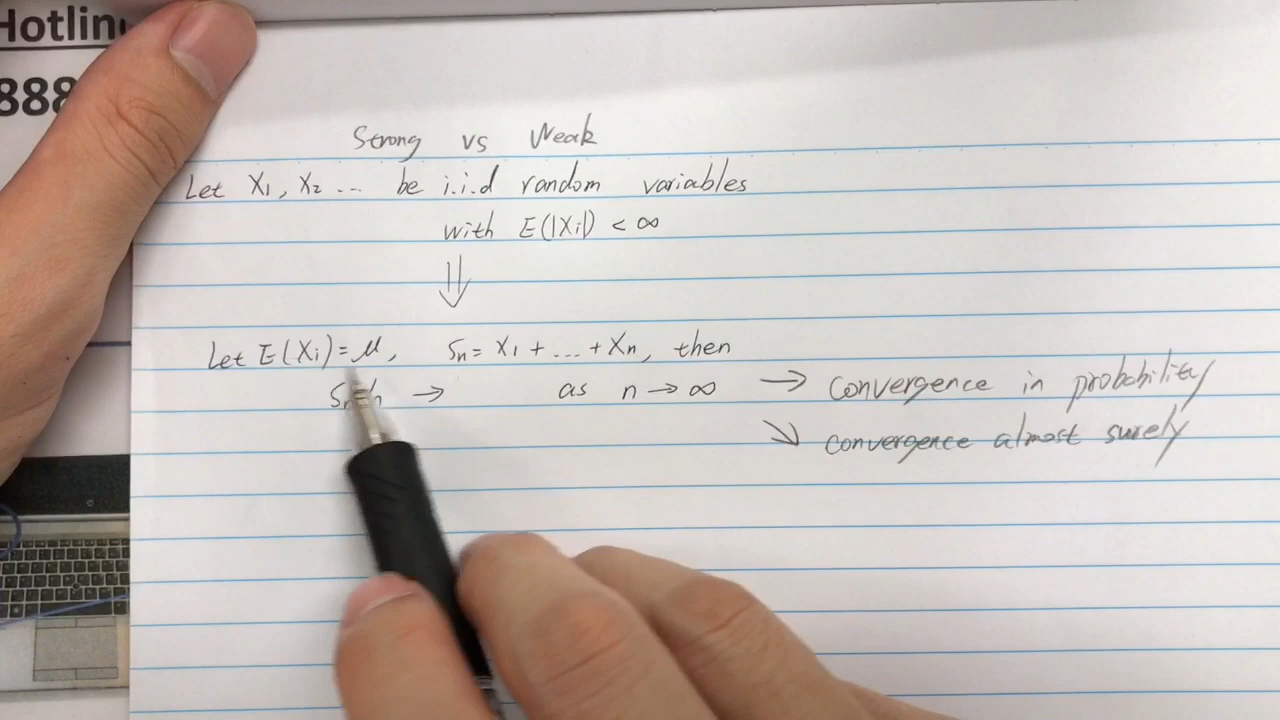 Hotlin
888
Strong vs Weak
Let X1, X2 ... be i.i.d random variables
with E(|Xi|) < ∞
⇓
Let E(Xi) = μ, Sn = X1 + ... + Xn, then
→ as n → ∞ → convergence in probability
↘ convergence almost surely